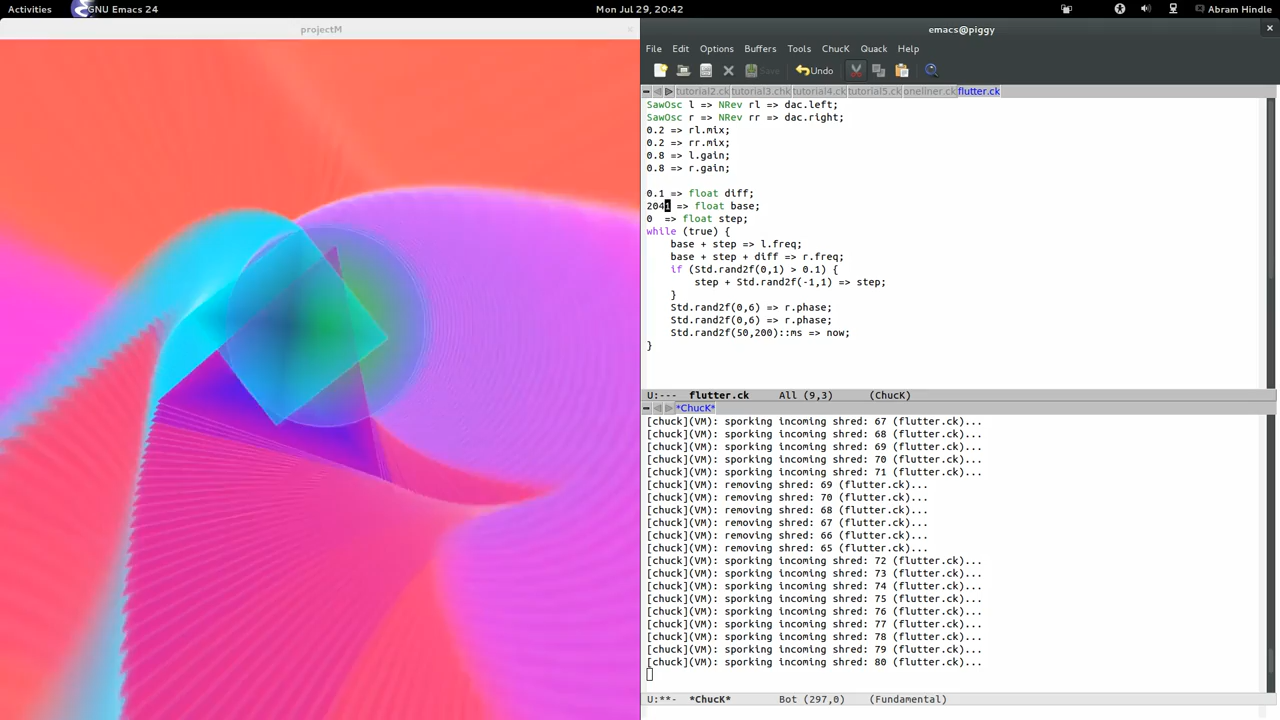 Activities GNU Emacs 24 Mon Jul 29, 20:42 Abram Hindle
projectM
emacs@piggy
File Edit Options Buffers Tools ChucK Quack Help
Save Undo
tutorial2.ck tutorial3.chk tutorial4.ck tutorial5.ck oneliner.ck flutter.ck
SawOsc l => NRev rl => dac.left;
SawOsc r => NRev rr => dac.right;
0.2 => rl.mix;
0.2 => rr.mix;
0.8 => l.gain;
0.8 => r.gain;
0.1 => float diff;
2041 => float base;
0  => float step;
while (true) {
    base + step => l.freq;
    base + step + diff => r.freq;
    if (Std.rand2f(0,1) > 0.1) {
        step + Std.rand2f(-1,1) => step;
    }
    Std.rand2f(0,6) => r.phase;
    Std.rand2f(0,6) => r.phase;
    Std.rand2f(50,200)::ms => now;
}
U:--- flutter.ck All (9,3) (ChucK)
*ChucK*
[chuck](VM): sporking incoming shred: 67 (flutter.ck)...
[chuck](VM): sporking incoming shred: 68 (flutter.ck)...
[chuck](VM): sporking incoming shred: 69 (flutter.ck)...
[chuck](VM): sporking incoming shred: 70 (flutter.ck)...
[chuck](VM): sporking incoming shred: 71 (flutter.ck)...
[chuck](VM): removing shred: 69 (flutter.ck)...
[chuck](VM): removing shred: 70 (flutter.ck)...
[chuck](VM): removing shred: 68 (flutter.ck)...
[chuck](VM): removing shred: 67 (flutter.ck)...
[chuck](VM): removing shred: 66 (flutter.ck)...
[chuck](VM): removing shred: 65 (flutter.ck)...
[chuck](VM): sporking incoming shred: 72 (flutter.ck)...
[chuck](VM): sporking incoming shred: 73 (flutter.ck)...
[chuck](VM): sporking incoming shred: 74 (flutter.ck)...
[chuck](VM): sporking incoming shred: 75 (flutter.ck)...
[chuck](VM): sporking incoming shred: 76 (flutter.ck)...
[chuck](VM): sporking incoming shred: 77 (flutter.ck)...
[chuck](VM): sporking incoming shred: 78 (flutter.ck)...
[chuck](VM): sporking incoming shred: 79 (flutter.ck)...
[chuck](VM): sporking incoming shred: 80 (flutter.ck)...
U:**- *ChucK* Bot (297,0) (Fundamental)